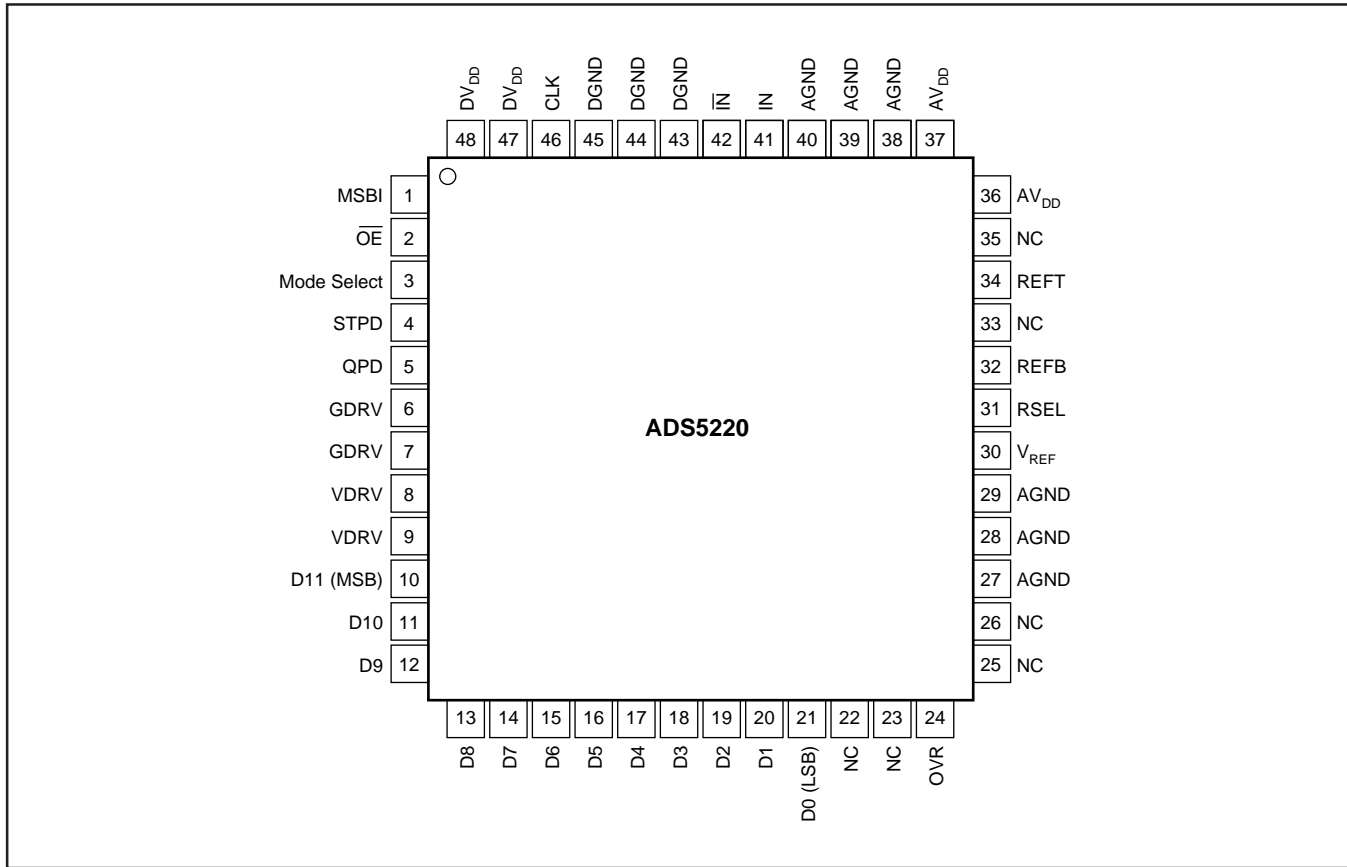 DVDD DVDD CLK DGND DGND DGND I̅N̅ IN AGND AGND AGND AVDD
48 47 46 45 44 43 42 41 40 39 38 37
MSBI 1
O̅E̅ 2
Mode Select 3
STPD 4
QPD 5
GDRV 6
GDRV 7
VDRV 8
VDRV 9
D11 (MSB) 10
D10 11
D9 12
ADS5220
36 AVDD
35 NC
34 REFT
33 NC
32 REFB
31 RSEL
30 VREF
29 AGND
28 AGND
27 AGND
26 NC
25 NC
13 14 15 16 17 18 19 20 21 22 23 24
D8 D7 D6 D5 D4 D3 D2 D1 D0 (LSB) NC NC OVR